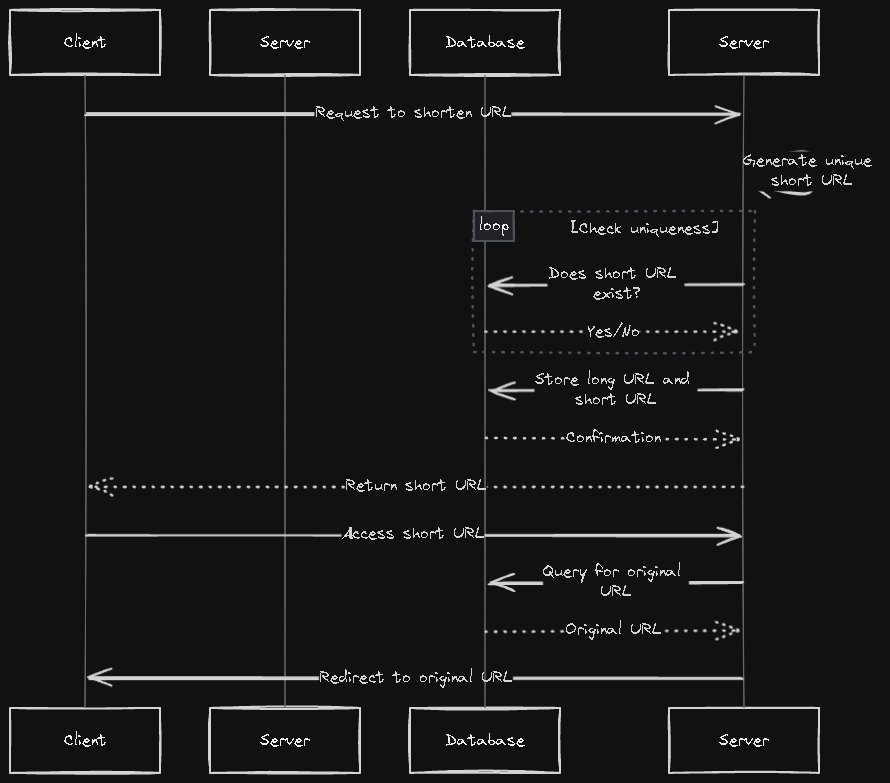 Client
Server
Database
Server
Request to shorten URL
Generate unique
short URL
loop
[Check uniqueness]
Does short URL
exist?
Yes/No
Store long URL and
short URL
Confirmation
Return short URL
Access short URL
Query for original
URL
Original URL
Redirect to original URL
Client
Server
Database
Server